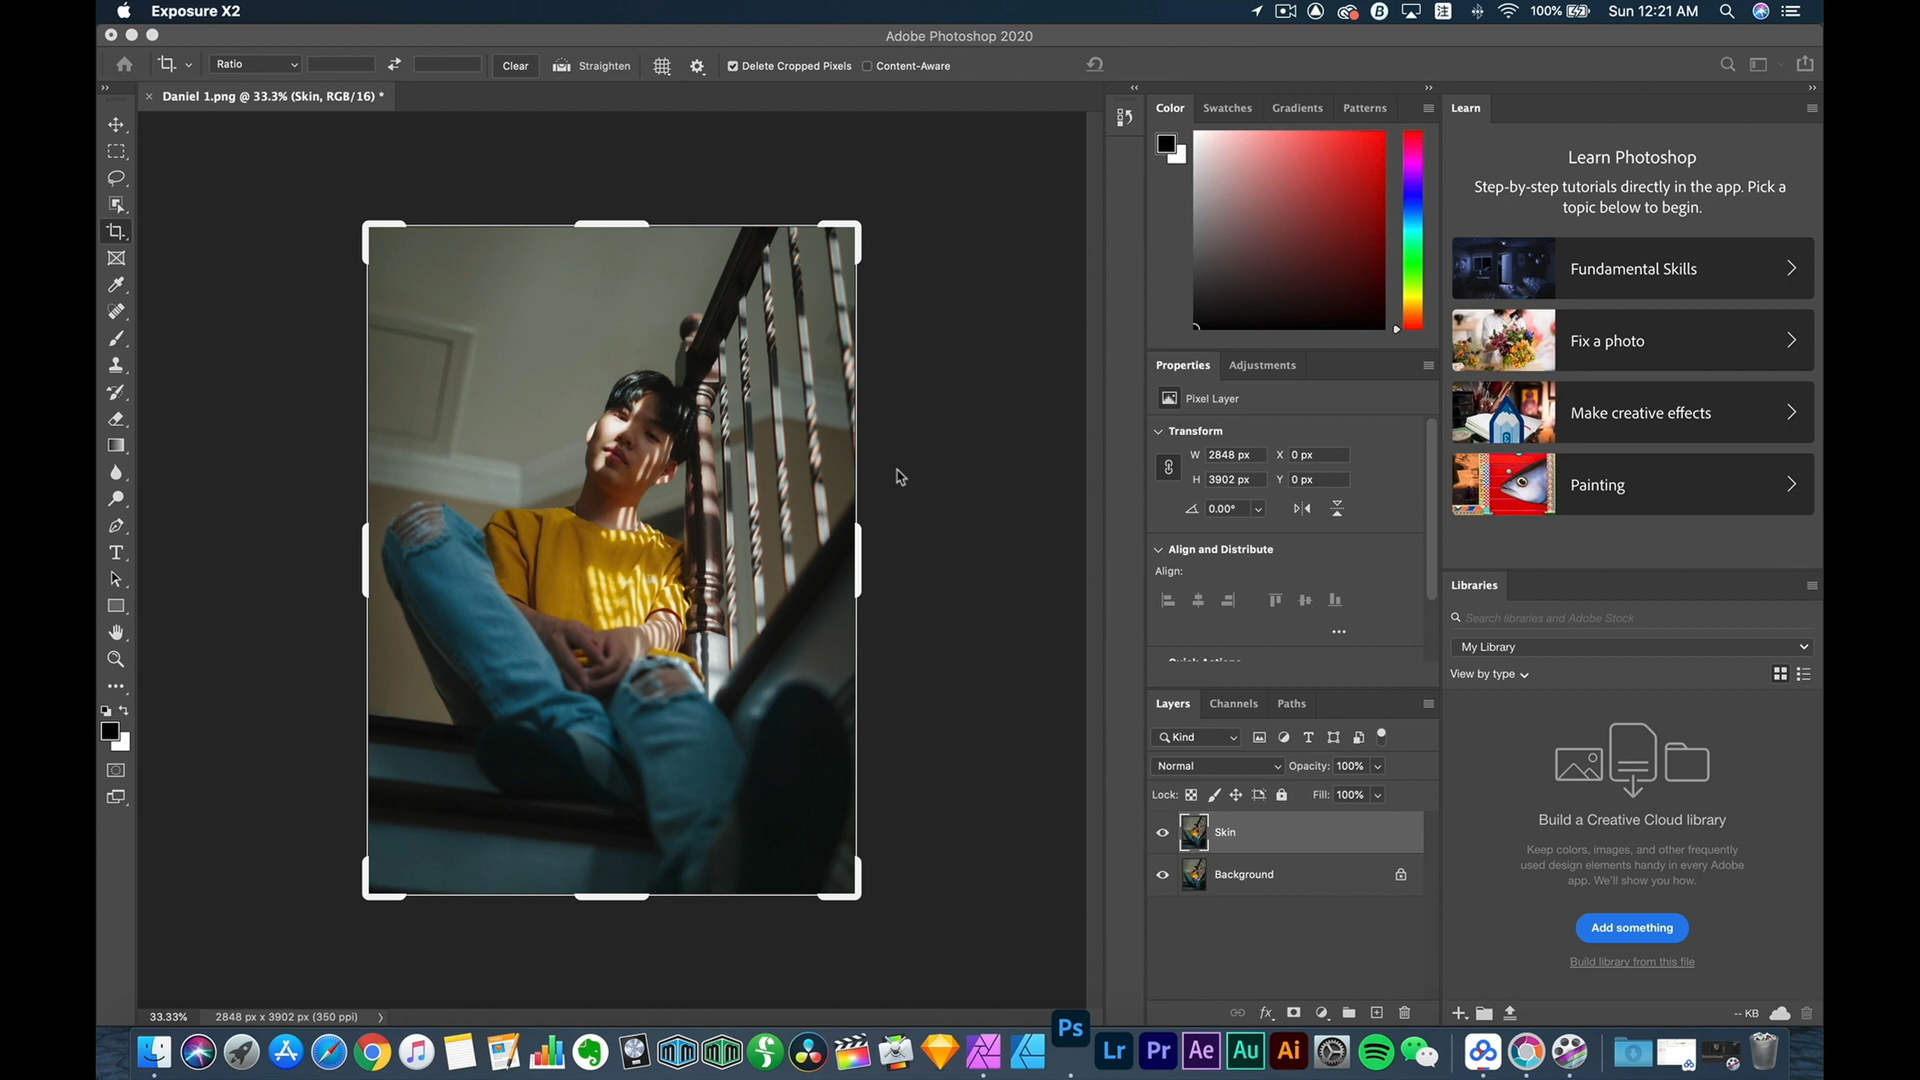 Exposure X2
100%
Sun 12:21 AM
Adobe Photoshop 2020
Ratio
Clear
Straighten
Delete Cropped Pixels
Content-Aware
Daniel 1.png @ 33.3% (Skin, RGB/16) *
Color
Swatches
Gradients
Patterns
Learn
Learn Photoshop
Step-by-step tutorials directly in the app. Pick a
topic below to begin.
Fundamental Skills
Fix a photo
Make creative effects
Painting
Properties
Adjustments
Pixel Layer
Transform
W 2848 px X 0 px
H 3902 px Y 0 px
0.00°
Align and Distribute
Align:
Libraries
Search libraries and Adobe Stock
My Library
View by type
Layers
Channels
Paths
Kind
Normal
Opacity: 100%
Lock:
Fill: 100%
Skin
Background
Build a Creative Cloud library
Keep colors, images, and other frequently
used design elements handy in every Adobe
app. We'll show you how.
Add something
Build library from this file
-- KB
33.33%
2848 px x 3902 px (350 ppi)
Ps
Lr
Pr
Ae
Au
Ai